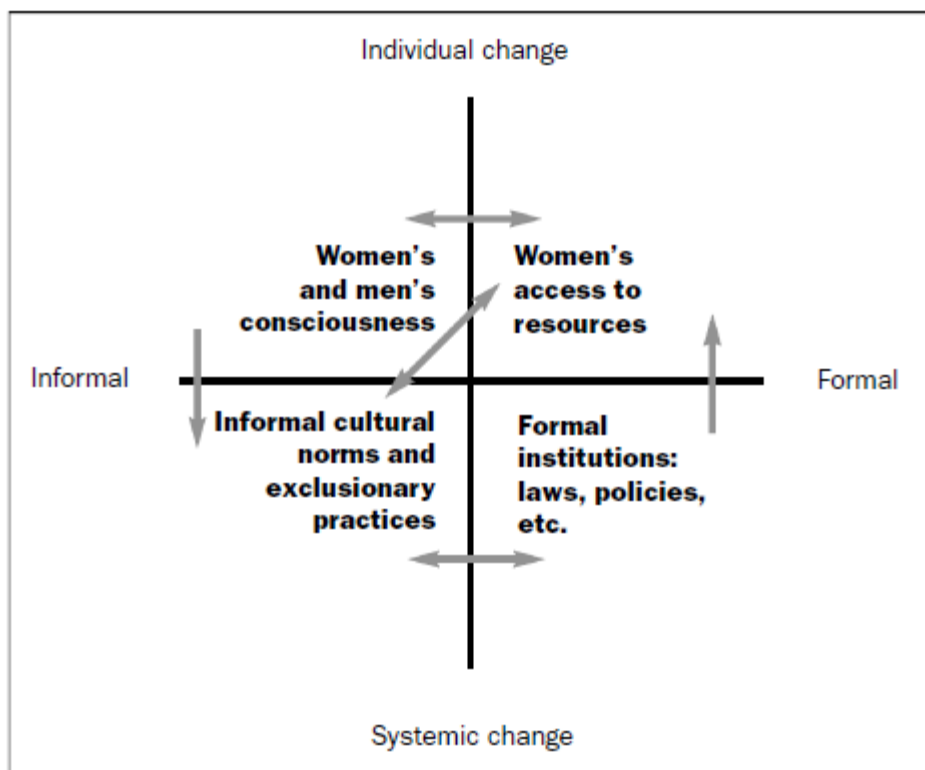 Individual change
Women’s
and men’s
consciousness
Women’s
access to
resources
Informal
Formal
Informal cultural
norms and
exclusionary
practices
Formal
institutions:
laws, policies,
etc.
Systemic change